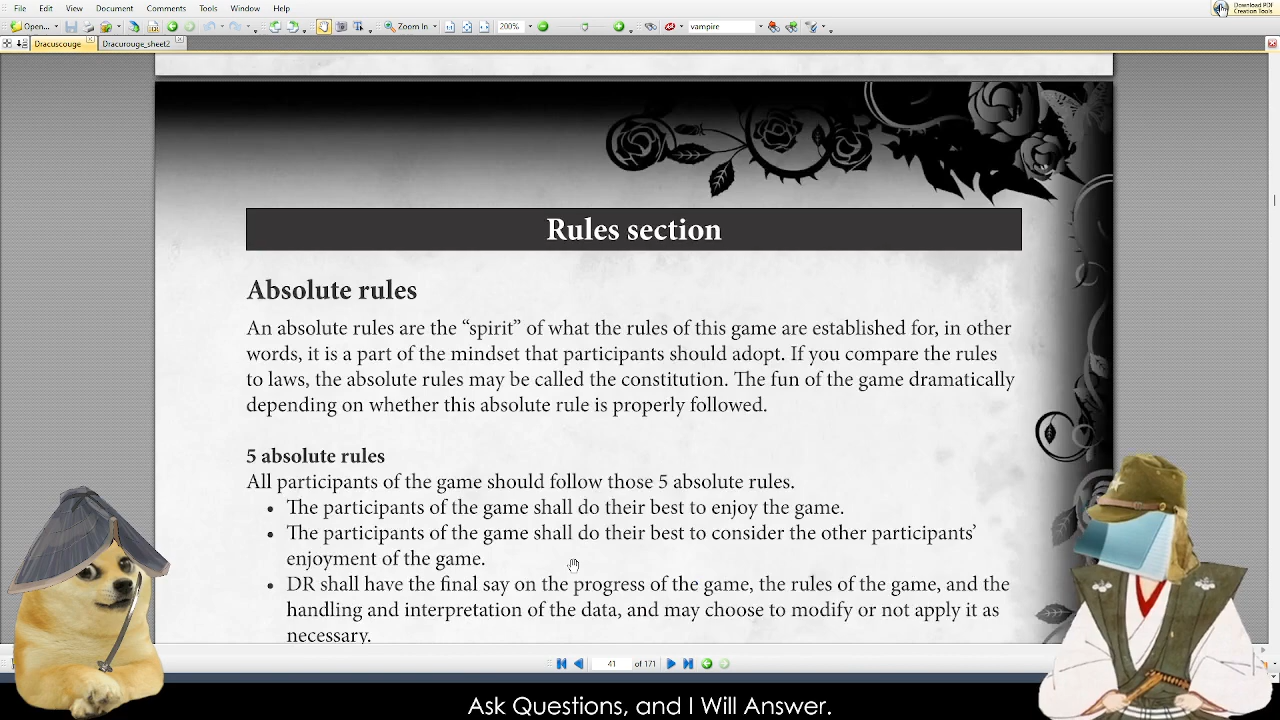 File Edit View Document Comments Tools Window Help
Download PDF
Creation Tools
Open...
Zoom In
200%
vampire
Dracuscouge
Dracurouge_sheet2
Rules section
Absolute rules
An absolute rules are the “spirit” of what the rules of this game are established for, in other
words, it is a part of the mindset that participants should adopt. If you compare the rules
to laws, the absolute rules may be called the constitution. The fun of the game dramatically
depending on whether this absolute rule is properly followed.
5 absolute rules
All participants of the game should follow those 5 absolute rules.
• The participants of the game shall do their best to enjoy the game.
• The participants of the game shall do their best to consider the other participants’
enjoyment of the game.
• DR shall have the final say on the progress of the game, the rules of the game, and the
handling and interpretation of the data, and may choose to modify or not apply it as
necessary.
41 of 171
Ask Questions, and I Will Answer.